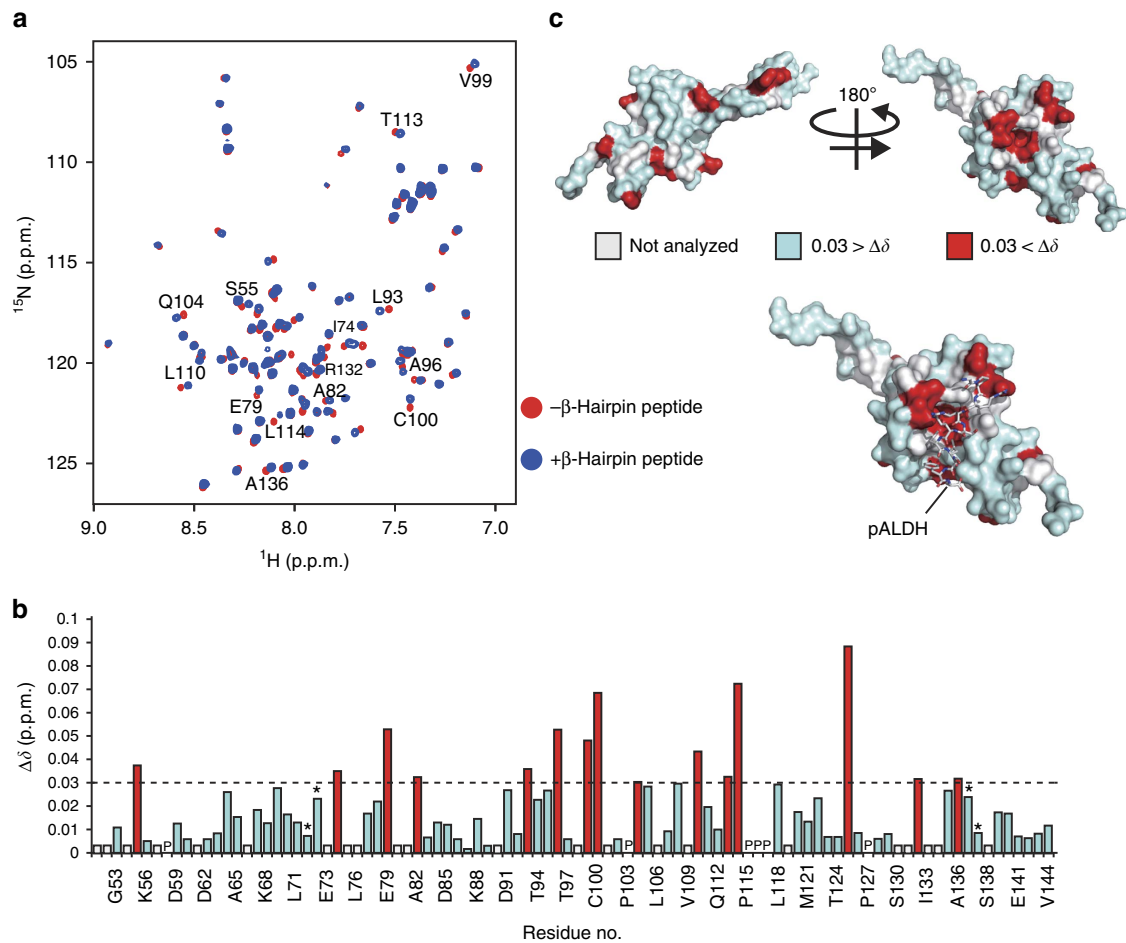 a
105
110
115
120
125
¹⁵N (p.p.m.)
V99
T113
S55
L93
Q104
I74
A96
L110
R132
A82
E79
C100
L114
A136
9.0 8.5 8.0 7.5 7.0
¹H (p.p.m.)
–β-Hairpin peptide
+β-Hairpin peptide
c
180°
Not analyzed
0.03 > Δδ
0.03 < Δδ
pALDH
b
0.1
0.09
0.08
0.07
0.06
0.05
0.04
0.03
0.02
0.01
0
Δδ (p.p.m.)
* * * *
P P PPP P
G53 K56 D59 D62 A65 K68 L71 E73 L76 E79 A82 D85 K88 D91 T94 T97 C100 P103 L106 V109 Q112 P115 L118 M121 T124 P127 S130 I133 A136 S138 E141 V144
Residue no.